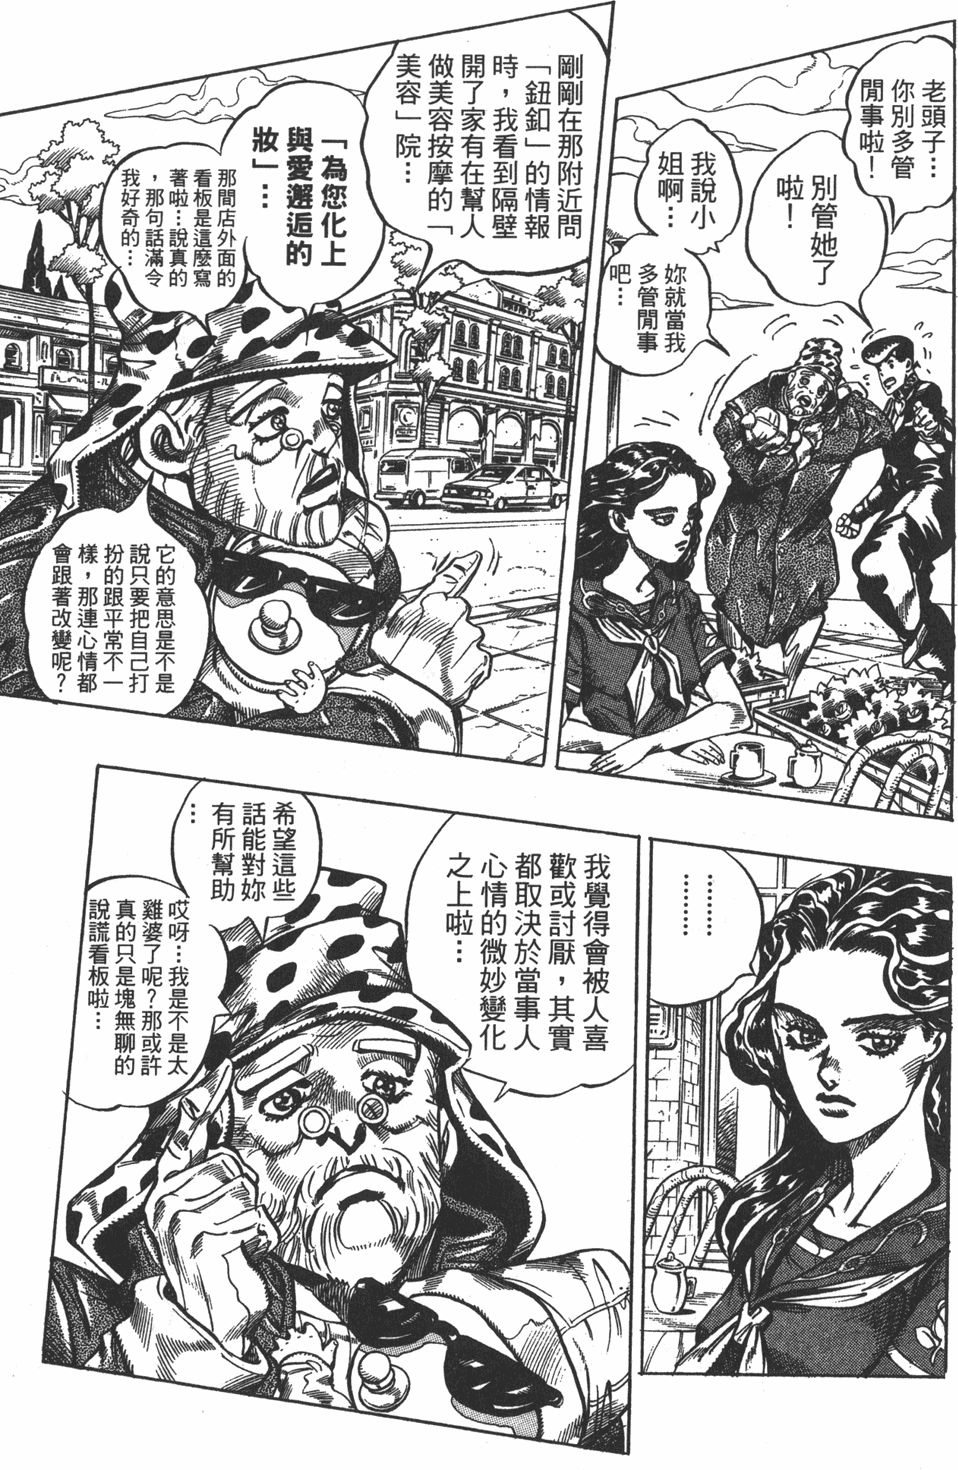 老頭子…
你別多管
閒事啦！
別管她了
啦！
我說小
姐啊…
妳就當我
多管閒事
吧…
剛剛在那附近問
「鈕釦」的情報
時，我看到隔壁
開了家有在幫人
做美容按摩的「
美容」院…
「為您化上
與愛邂逅的
妝」…
那間店外面的
看板是這麼寫
著啦…說真的
，那句話滿令
我好奇的…
它的意思是不是
說只要把自己打
扮的跟平常不一
樣，那連心情都
會跟著改變呢？
………
………
我覺得會被人喜
歡或討厭，其實
都取決於當事人
心情的微妙變化
之上啦…
希望這些
話能對妳
有所幫助
…
哎呀…我是不是太
雞婆了呢？那或許
真的只是塊無聊的
說謊看板啦…